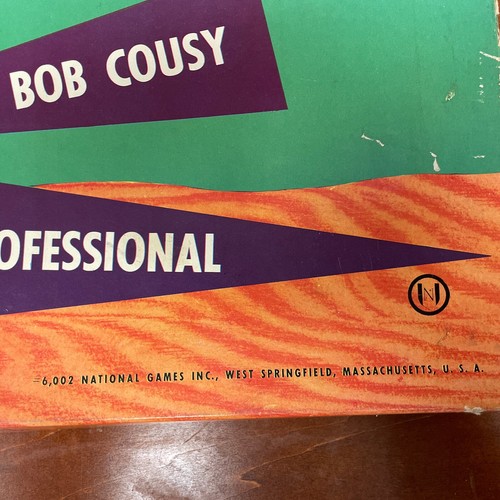 BOB COUSY
OFESSIONAL
N
6,002 NATIONAL GAMES INC., WEST SPRINGFIELD, MASSACHUSETTS, U. S. A.